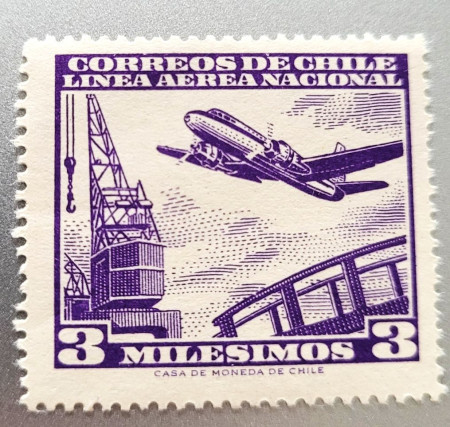 CORREOS DE CHILE
LINEA AEREA NACIONAL
3 MILESIMOS 3
CASA DE MONEDA DE CHILE